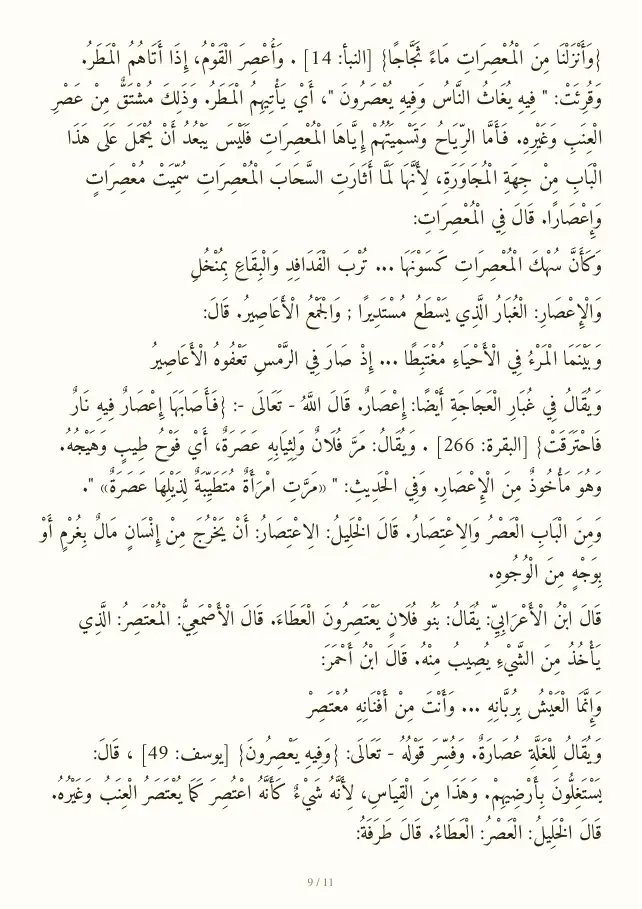 {وَأَنْزَلْنَا مِنَ الْمُعْصِرَاتِ مَاءً ثَجَّاجًا} [النبأ: 14] . وَأُعْصِرَ الْقَوْمُ، إِذَا أَتَاهُمُ الْمَطَرُ.
وَقُرِئَتْ: " فِيهِ يُغَاثُ النَّاسُ وَفِيهِ يُعْصَرُونَ "، أَيْ يَأْتِيهِمُ الْمَطَرُ. وَذَلِكَ مُشْتَقٌّ مِنْ عَصْرِ
الْعِنَبِ وَغَيْرِهِ. فَأَمَّا الرِّيَاحُ وَتَسْمِيَتُهُمْ إِيَّاهَا الْمُعْصِرَاتِ فَلَيْسَ يَبْعُدُ أَنْ يُحْمَلَ عَلَى هَذَا
الْبَابِ مِنْ جِهَةِ الْمُجَاوَرَةِ، لِأَنَّهَا لَمَّا أَثَارَتِ السَّحَابَ الْمُعْصِرَاتِ سُمِّيَتْ مُعْصِرَاتٍ
وَإِعْصَارًا. قَالَ فِي الْمُعْصِرَاتِ:
وَكَأَنَّ سُهْكَ الْمُعْصِرَاتِ كَسَوْنَهَا ... تُرْبَ الْفَدَافِدِ وَالْبِقَاعِ بِمُنْخُلِ
وَالْإِعْصَارِ: الْغُبَارُ الَّذِي يَسْطَعُ مُسْتَدِيرًا ; وَالْجَمْعُ الْأَعَاصِيرُ. قَالَ:
وَبَيْنَمَا الْمَرْءُ فِي الْأَحْيَاءِ مُغْتَبِطًا ... إِذْ صَارَ فِي الرَّمْسِ تَعْفُوهُ الْأَعَاصِيرُ
وَيُقَالُ فِي غُبَارِ الْعَجَاجَةِ أَيْضًا: إِعْصَارٌ. قَالَ اللَّهُ - تَعَالَى -: {فَأَصَابَهَا إِعْصَارٌ فِيهِ نَارٌ
فَاحْتَرَقَتْ} [البقرة: 266] . وَيُقَالُ: مَرَّ فُلَانٌ وَلِثِيَابِهِ عَصَرَةٌ، أَيْ فَوْحُ طِيبٍ وَهَيْجُهُ.
وَهُوَ مَأْخُوذٌ مِنَ الْإِعْصَارِ. وَفِي الْحَدِيثِ: " «مَرَّتِ امْرَأَةٌ مُتَطَيِّبَةٌ لِذَيْلِهَا عَصَرَةٌ» ".
وَمِنَ الْبَابِ الْعَصْرُ وَالِاعْتِصَارُ. قَالَ الْخَلِيلُ: الِاعْتِصَارُ: أَنْ يَخْرُجَ مِنْ إِنْسَانٍ مَالٌ بِغُرْمٍ أَوْ
بِوَجْهٍ مِنَ الْوُجُوهِ.
قَالَ ابْنُ الْأَعْرَابِيِّ: يُقَالُ: بَنُو فُلَانٍ يَعْتَصِرُونَ الْعَطَاءَ. قَالَ الْأَصْمَعِيُّ: الْمُعْتَصِرُ: الَّذِي
يَأْخُذُ مِنَ الشَّيْءِ يُصِيبُ مِنْهُ. قَالَ ابْنُ أَحْمَرَ:
وَإِنَّمَا الْعَيْشُ بِرُبَّانِهِ ... وَأَنْتَ مِنْ أَفْنَانِهِ مُعْتَصِرْ
وَيُقَالُ لِلْغَلَّةِ عُصَارَةٌ. وَفُسِّرَ قَوْلُهُ - تَعَالَى: {وَفِيهِ يَعْصِرُونَ} [يوسف: 49] ، قَالَ:
يَسْتَغِلُّونَ بِأَرْضِيهِمْ. وَهَذَا مِنَ الْقِيَاسِ، لِأَنَّهُ شَيْءٌ كَأَنَّهُ اعْتُصِرَ كَمَا يُعْتَصَرُ الْعِنَبُ وَغَيْرُهُ.
قَالَ الْخَلِيلُ: الْعَصْرُ: الْعَطَاءُ. قَالَ طَرَفَةُ:
9 / 11